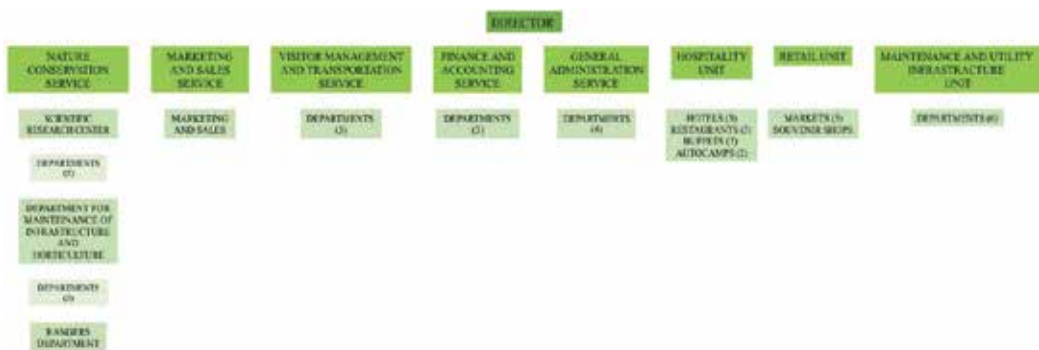 DIRECTOR
NATURE
CONSERVATION
SERVICE
MARKETING
AND SALES
SERVICE
VISITOR MANAGEMENT
AND TRANSPORTATION
SERVICE
FINANCE AND
ACCOUNTING
SERVICE
GENERAL
ADMINISTRATION
SERVICE
HOSPITALITY
UNIT
RETAIL UNIT
MAINTENANCE AND UTILITY
INFRASTRACTURE
UNIT
SCIENTIFIC
RESEARCH CENTER
DEPARTMENTS
DEPARTMENT FOR
MAINTENANCE OF
INFRASTRUCTURE
AND
HORTICULTURE
DEPARTMENTS
RANGERS
DEPARTMENT
MARKETING
AND SALES
DEPARTMENTS
DEPARTMENTS
DEPARTMENTS
HOTELS
RESTAURANTS
BUFFETS
AUTOCAMPS (2)
MARKETS
SOUVENIR SHOPS
DEPARTMENTS (6)